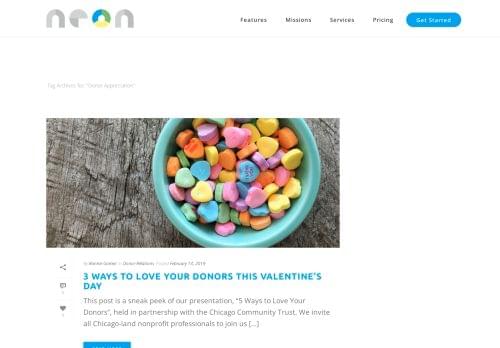 neon
Features
Missions
Services
Pricing
Get Started
Tag Archives for: "Donor Appreciation"
in Donor Relations Posted February 14, 2019
3 WAYS TO LOVE YOUR DONORS THIS VALENTINE'S
DAY
This post is a sneak peek of our presentation, "5 Ways to Love Your
Donors", held in partnership with the Chicago Community Trust. We invite
all Chicago-land nonprofit professionals to join us [...]